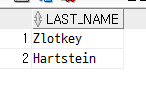 LAST_NAME
1 Zlotkey
2 Hartstein